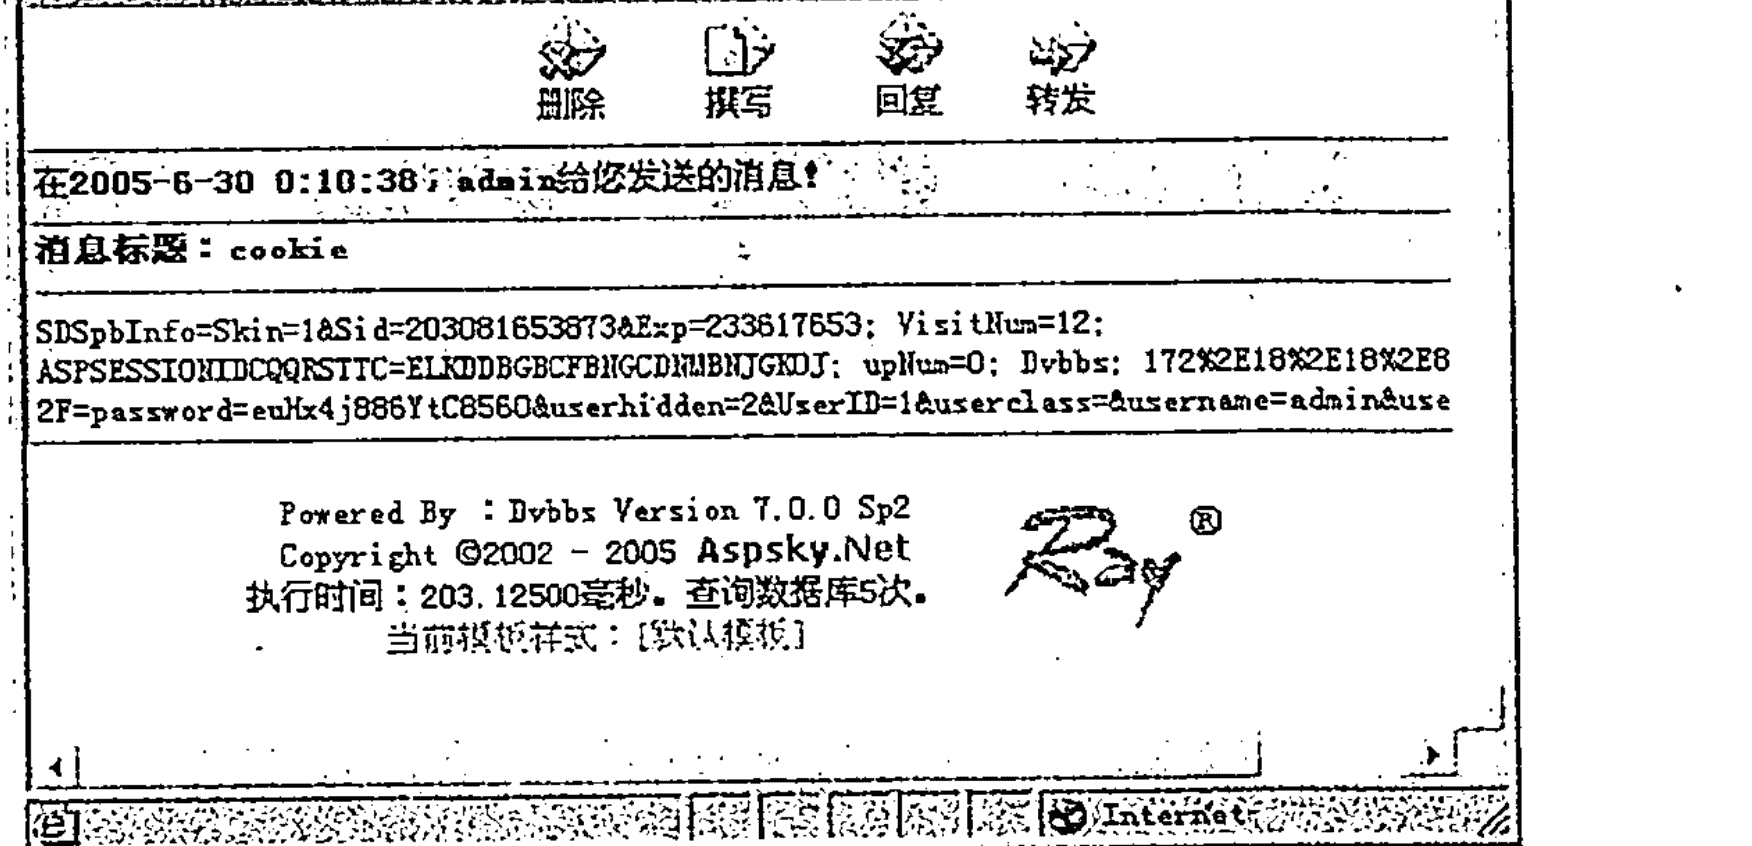 删除 撰写 回复 转发
在2005-6-30 0:10:38,admin给您发送的消息!
消息标题:cookie
SDSpbInfo=Skin=1&Sid=203081653873&Exp=233617653; VisitNum=12;
ASPSESSIONIDCQQRSTTC=ELKDDBGBCFBNGCDNMBNJGKDJ; upNum=0; Dvbbs; 172%2E18%2E18%2E8
2F=password=euHx4j886YtC8560&userhidden=2&UserID=1&userclass=&username=admin&use
Powered By :Dvbbs Version 7.0.0 Sp2
Copyright ©2002 - 2005 Aspsky.Net
执行时间:203.12500毫秒。查询数据库5次。
当前模板样式:[默认模板]
Ray ®
Internet